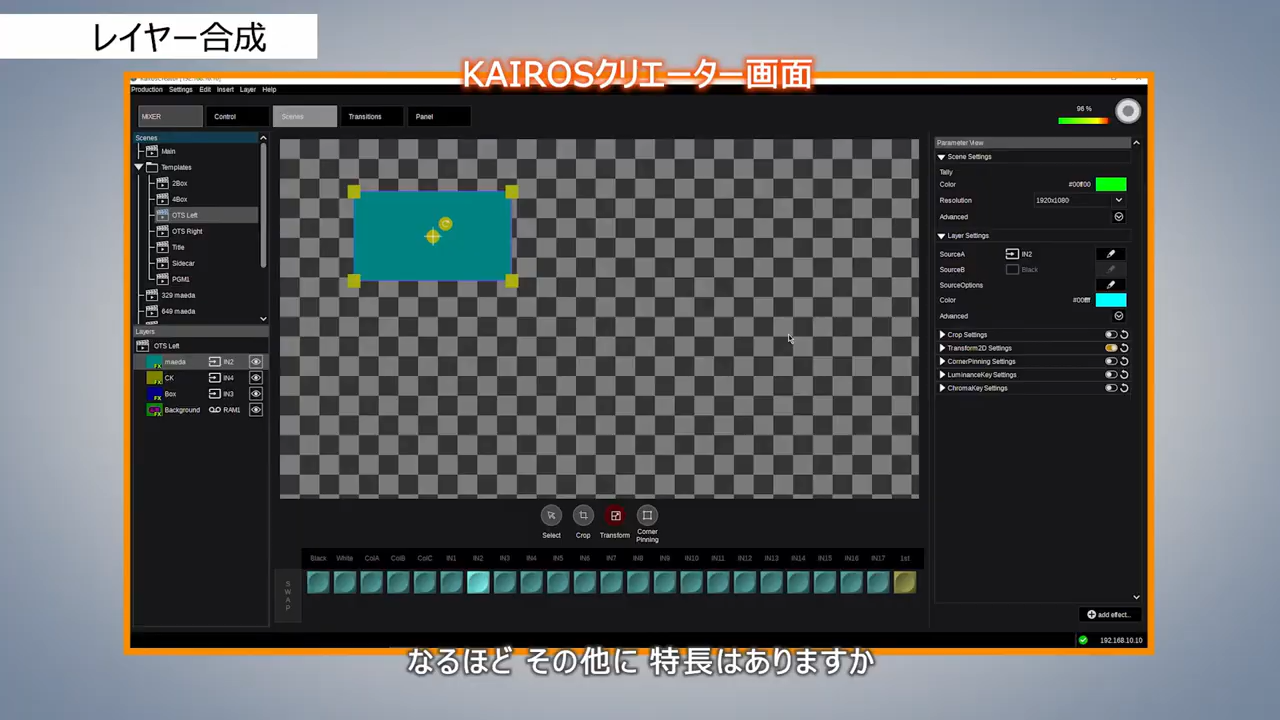 レイヤー合成
KAIROSクリエーター画面
Production Settings Edit Insert Layer Help
MIXER Control Scenes Transitions Panel
96 %
Scenes
Main
Templates
2Box
4Box
OTS Left
OTS Right
Title
Sidecar
PGM1
329 maeda
649 maeda
Layers
OTS Left
maeda IN2
CK IN4
Box IN3
Background RAM1
Select Crop Transform Corner Pinning
Black White ColA ColB ColC IN1 IN2 IN3 IN4 IN5 IN6 IN7 IN8 IN9 IN10 IN11 IN12 IN13 IN14 IN15 IN16 IN17 1st
SWAP
Parameter View
Scene Settings
Tally
Color #00ff00
Resolution 1920x1080
Advanced
Layer Settings
SourceA IN2
SourceB Black
SourceOptions
Color #00ffff
Advanced
Crop Settings
Transform2D Settings
CornerPinning Settings
LuminanceKey Settings
ChromaKey Settings
add effect...
192.168.10.10
なるほど その他に 特長はありますか